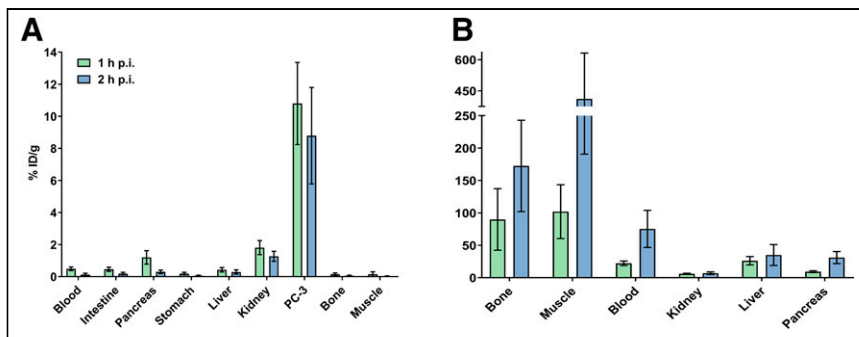 A
14
12
10
8
6
4
2
0
% ID/g
1 h p.i.
2 h p.i.
Blood
Intestine
Pancreas
Stomach
Liver
Kidney
PC-3
Bone
Muscle
B
600
450
250
200
150
100
50
0
Bone
Muscle
Blood
Kidney
Liver
Pancreas